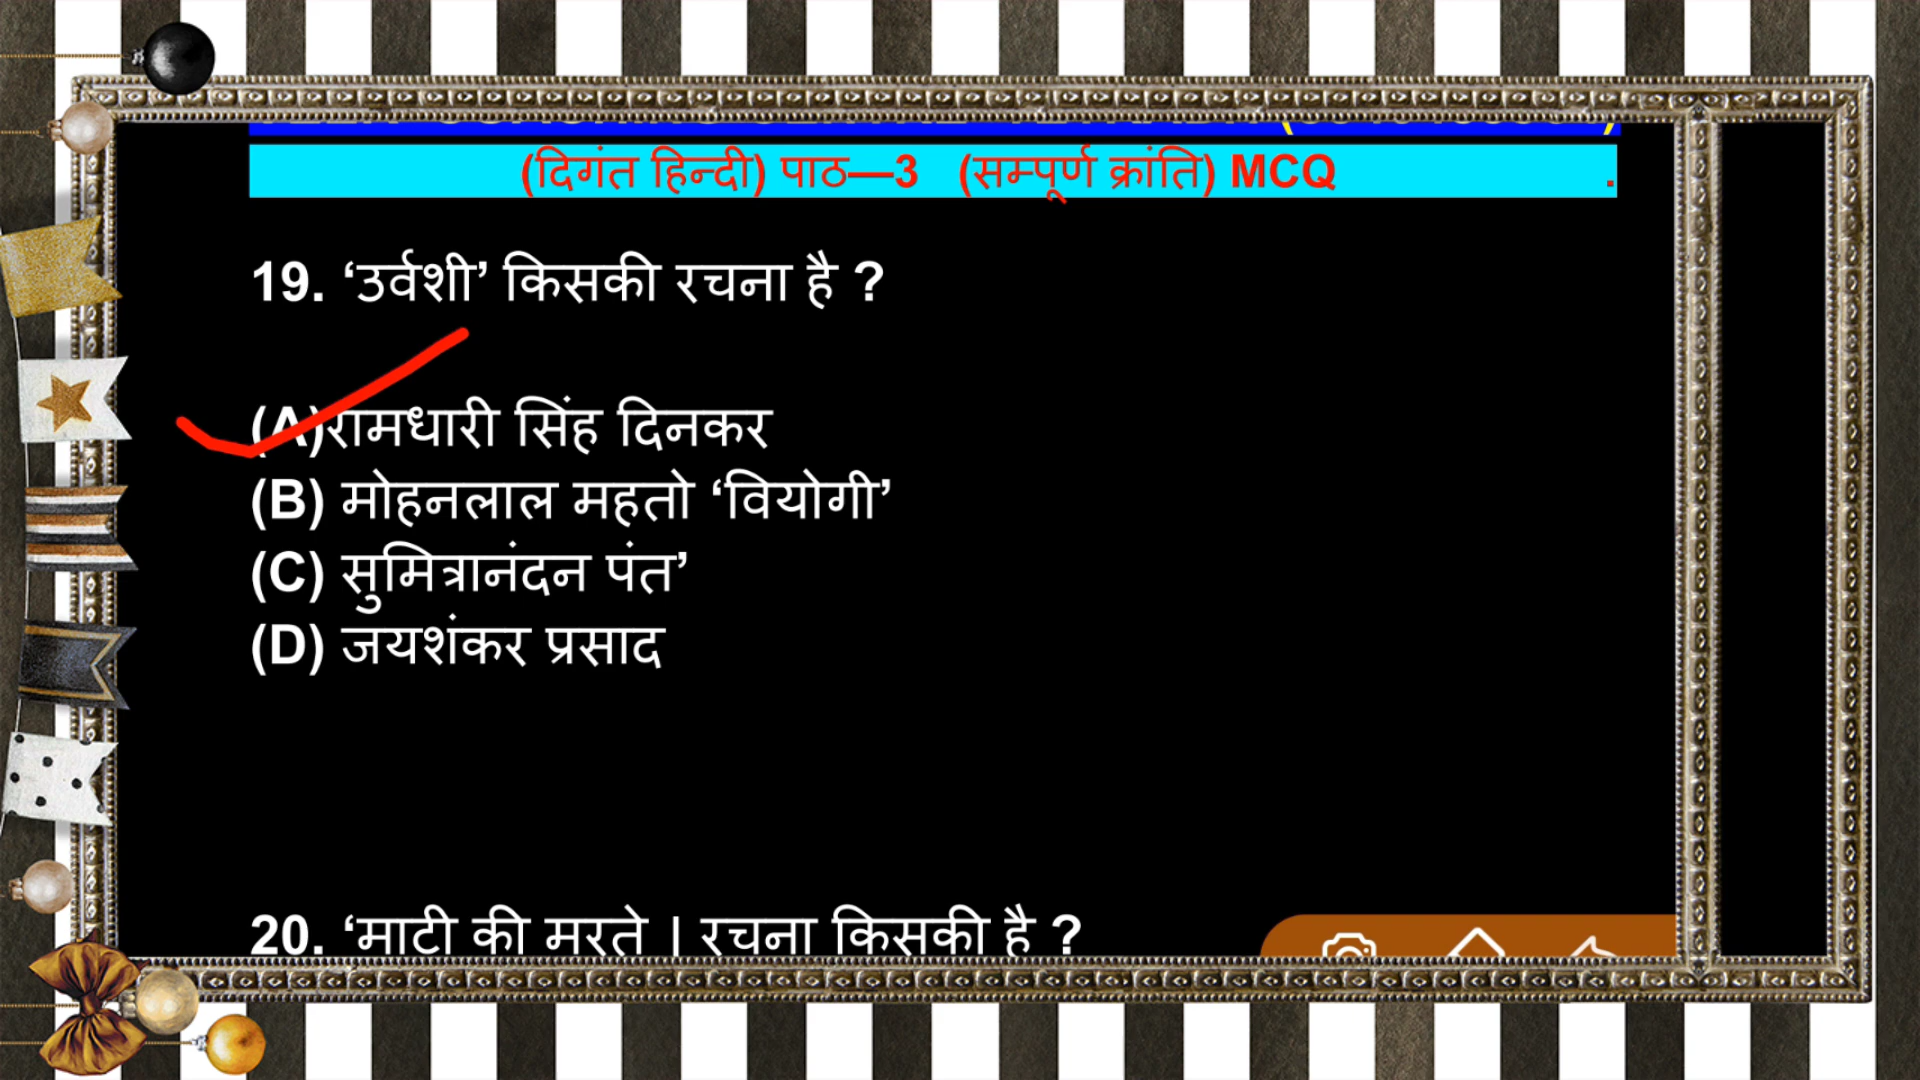 (दिगंत हिन्दी) पाठ—3 (सम्पूर्ण क्रांति) MCQ .
19. ‘उर्वशी’ किसकी रचना है ?
(A)रामधारी सिंह दिनकर
(B) मोहनलाल महतो ‘वियोगी’
(C) सुमित्रानंदन पंत’
(D) जयशंकर प्रसाद
20. ‘माटी की मरते । रचना किसकी है ?